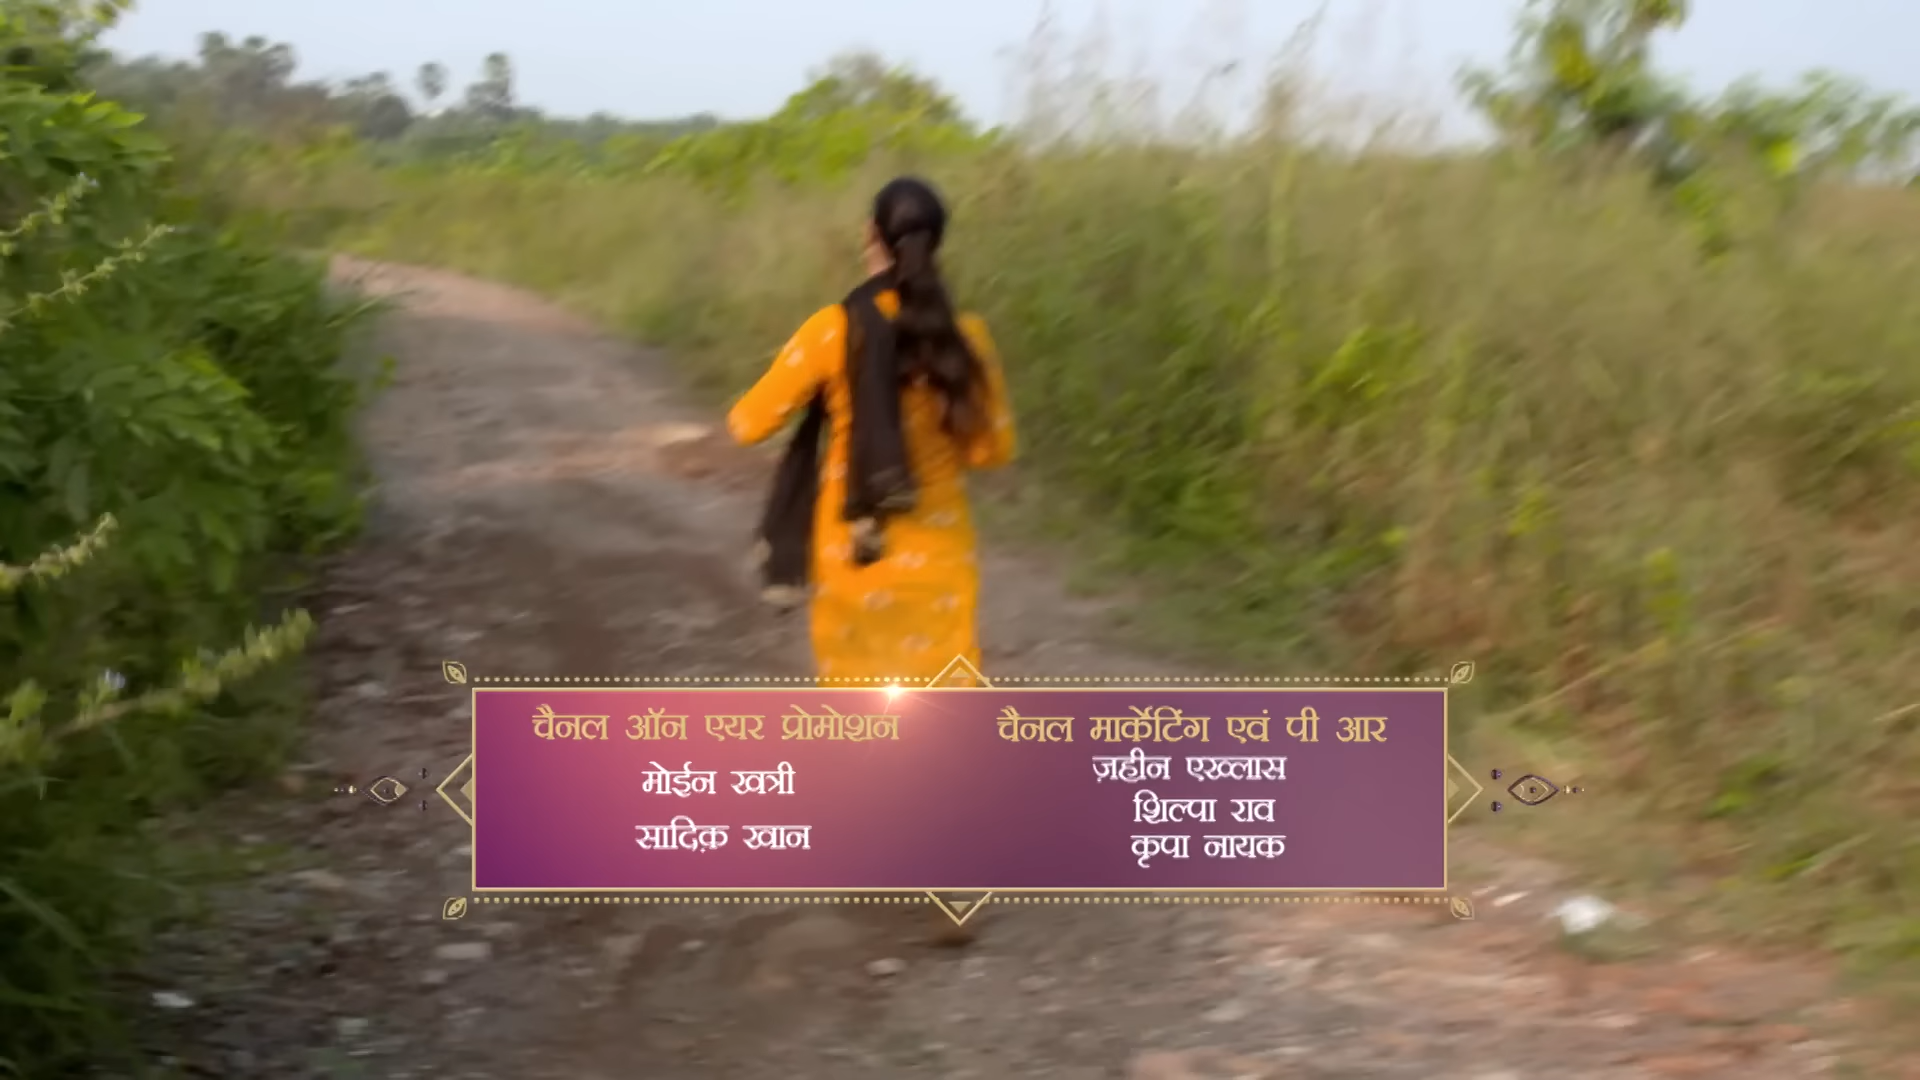 चैनल ऑन एयर प्रोमोशन
मोईन खत्री
सादिक़ खान
चैनल मार्केटिंग एवं पी आर
ज़हीन एख्लास
शिल्पा राव
कृपा नायक